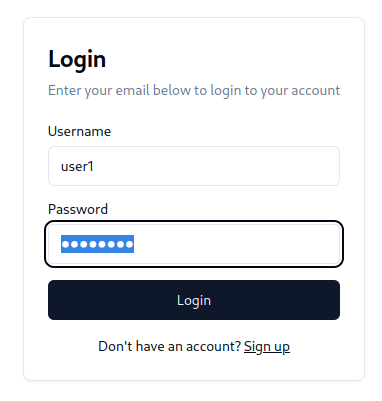 Login
Enter your email below to login to your account
Username
user1
Password
••••••••
Login
Don't have an account? Sign up